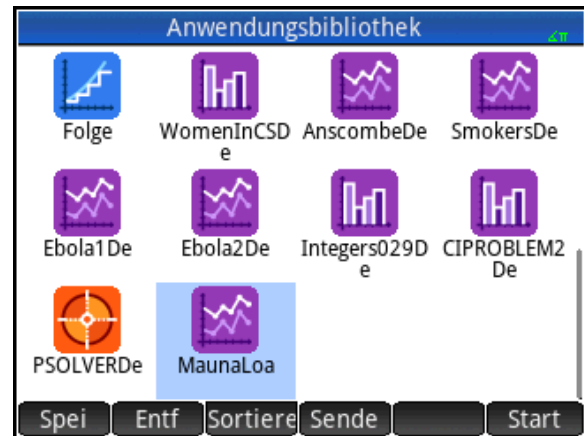 Anwendungsbibliothek
∡π
Folge
WomenInCSD
e
AnscombeDe
SmokersDe
Ebola1De
Ebola2De
Integers029D
e
CIPROBLEM2
De
PSOLVERDe
MaunaLoa
Spei
Entf
Sortiere
Sende
Start